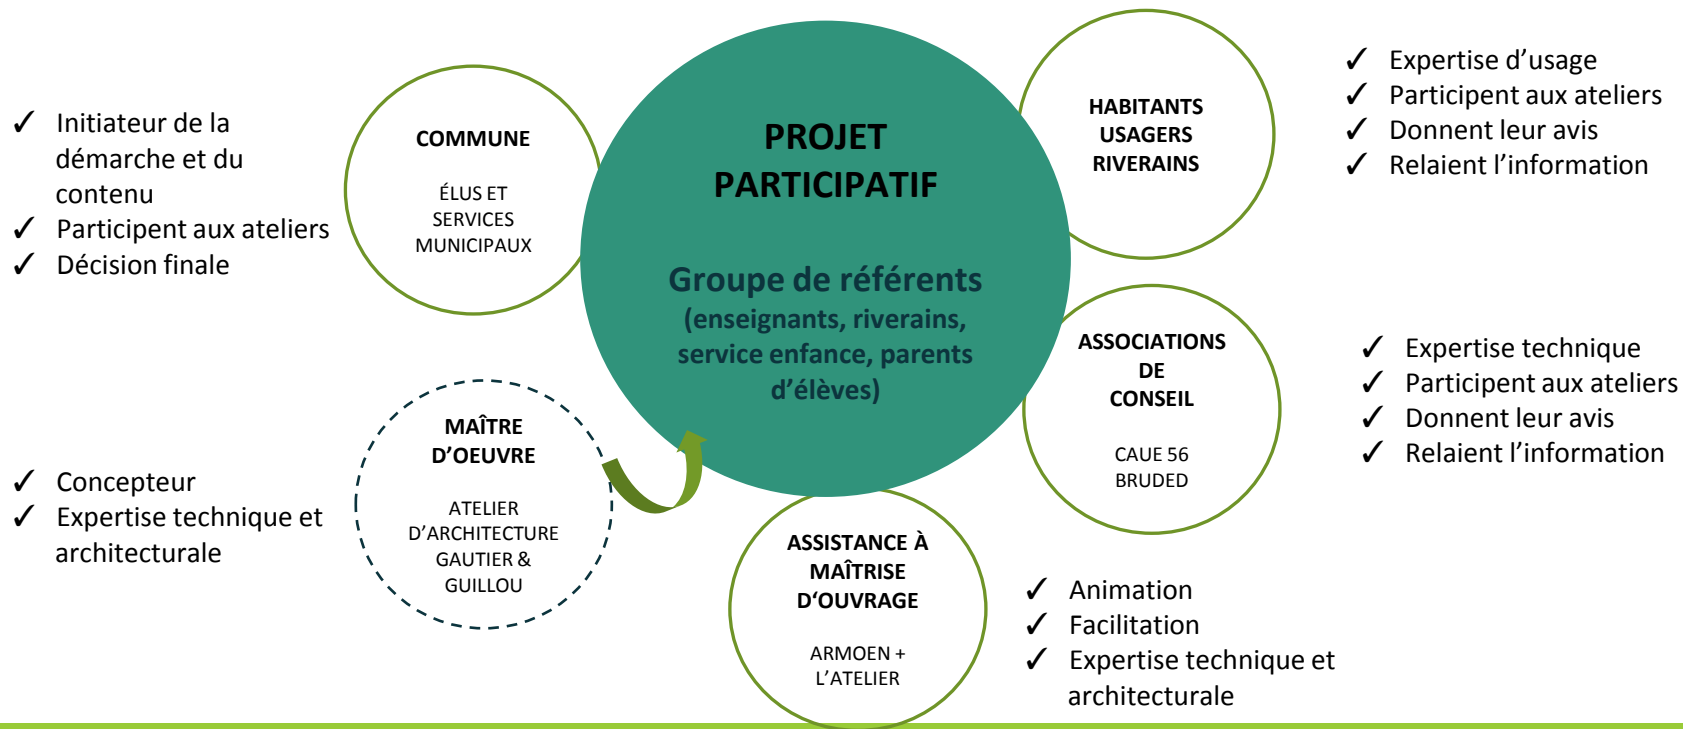 ✓ Initiateur de la
démarche et du
contenu
✓ Participent aux ateliers
✓ Décision finale
COMMUNE
ÉLUS ET
SERVICES
MUNICIPAUX
PROJET
PARTICIPATIF
Groupe de référents
(enseignants, riverains,
service enfance, parents
d’élèves)
HABITANTS
USAGERS
RIVERAINS
✓ Expertise d’usage
✓ Participent aux ateliers
✓ Donnent leur avis
✓ Relaient l’information
ASSOCIATIONS
DE
CONSEIL
CAUE 56
BRUDED
✓ Expertise technique
✓ Participent aux ateliers
✓ Donnent leur avis
✓ Relaient l’information
✓ Concepteur
✓ Expertise technique et
architecturale
MAÎTRE
D’OEUVRE
ATELIER
D’ARCHITECTURE
GAUTIER &
GUILLOU
ASSISTANCE À
MAÎTRISE
D‘OUVRAGE
ARMOEN +
L’ATELIER
✓ Animation
✓ Facilitation
✓ Expertise technique et
architecturale